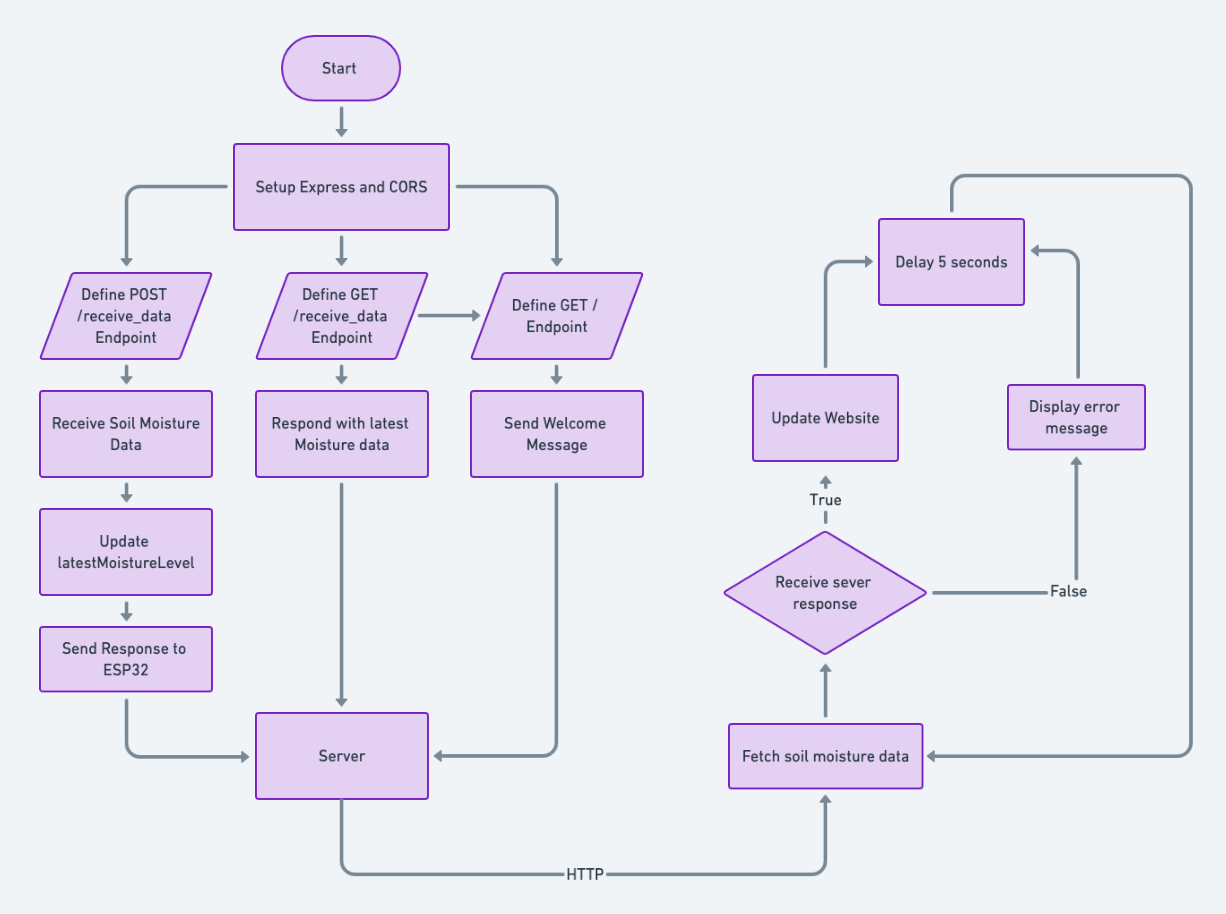 Start
Setup Express and CORS
Define POST
/receive_data
Endpoint
Define GET
/receive_data
Endpoint
Define GET /
Endpoint
Receive Soil Moisture
Data
Respond with latest
Moisture data
Send Welcome
Message
Update
latestMoistureLevel
Send Response to
ESP32
Server
HTTP
Delay 5 seconds
Update Website
Display error
message
True
Receive sever
response
False
Fetch soil moisture data